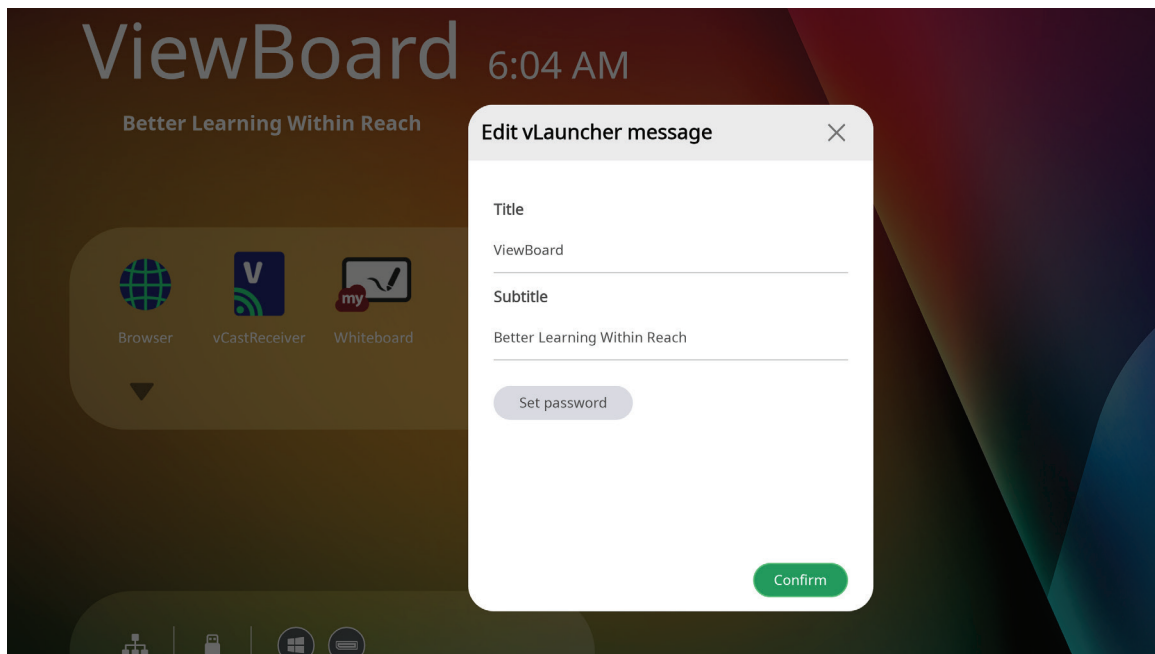 ViewBoard 6:04 AM
Better Learning Within Reach
Edit vLauncher message
Title
ViewBoard
Subtitle
Better Learning Within Reach
Set password
Confirm
V
my
Browser vCastReceiver Whiteboard